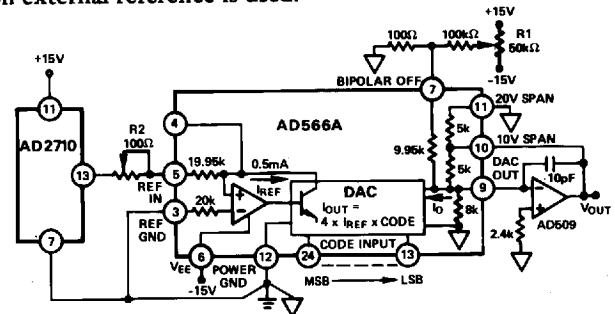 on external reference is used.
+15V
100Ω
100kΩ
R1
50kΩ
-15V
+15V
BIPOLAR OFF
7
11
20V SPAN
11
AD2710
AD566A
R2
100Ω
4
5k
10V SPAN
10
13
5
19.95k
0.5mA
9.95k
5k
DAC
OUT
10pF
REF
IN
IREF
DAC
IO
9
VOUT
3
20k
IOUT =
4 x IREF x CODE
8k
AD509
REF
GND
2.4k
7
CODE INPUT
VEE
6
POWER
GND
12
24
13
-15V
MSB
LSB